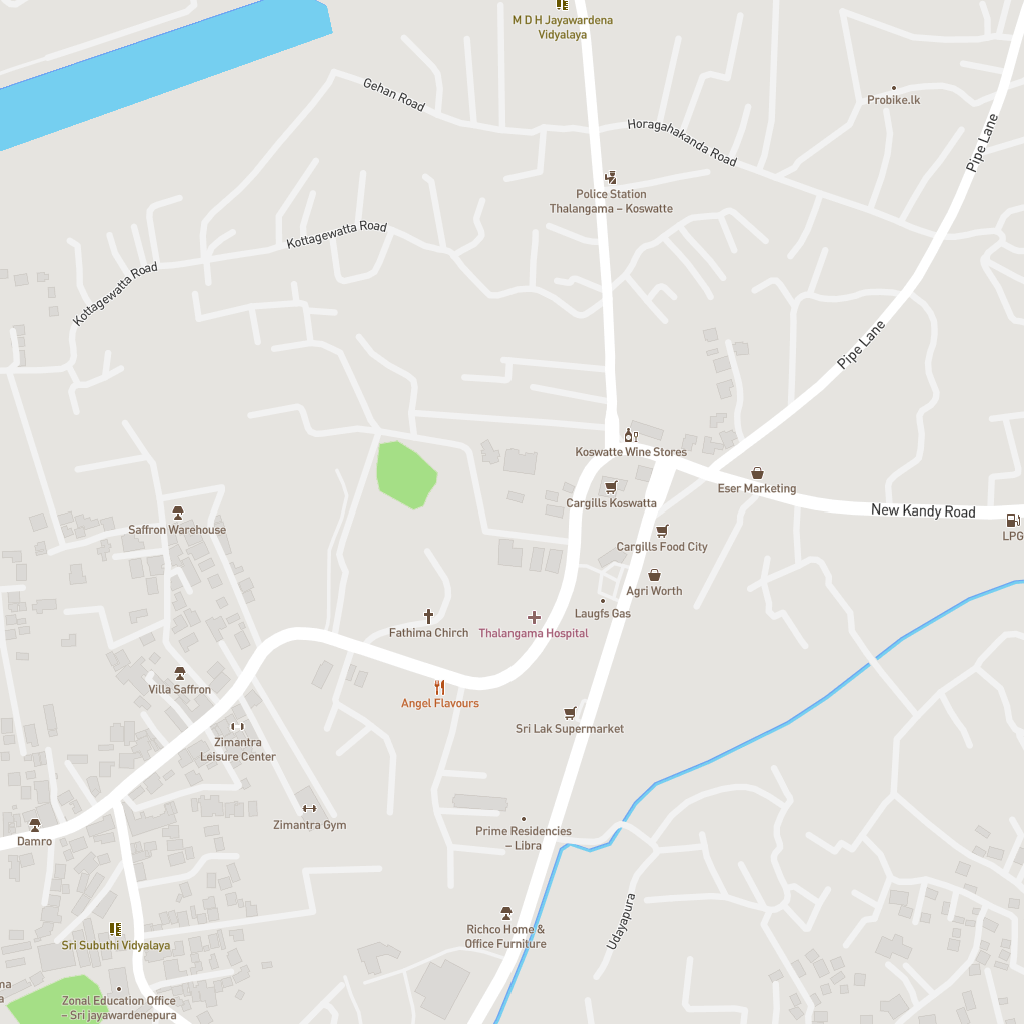 M D H Jayawardena
Vidyalaya
Gehan Road
Probike.lk
Horagahakanda Road
Pipe Lane
Police Station
Thalangama – Koswatte
Kottagewatta Road
Kottagewatta Road
Pipe Lane
Koswatte Wine Stores
Eser Marketing
Cargills Koswatta
New Kandy Road
Saffron Warehouse
LPG
Cargills Food City
Agri Worth
Laugfs Gas
Fathima Chirch
Thalangama Hospital
Villa Saffron
Angel Flavours
Sri Lak Supermarket
Zimantra
Leisure Center
Zimantra Gym
Prime Residencies
– Libra
Damro
Richco Home &
Office Furniture
Udayapura
Sri Subuthi Vidyalaya
ma
a
Zonal Education Office
– Sri jayawardenepura